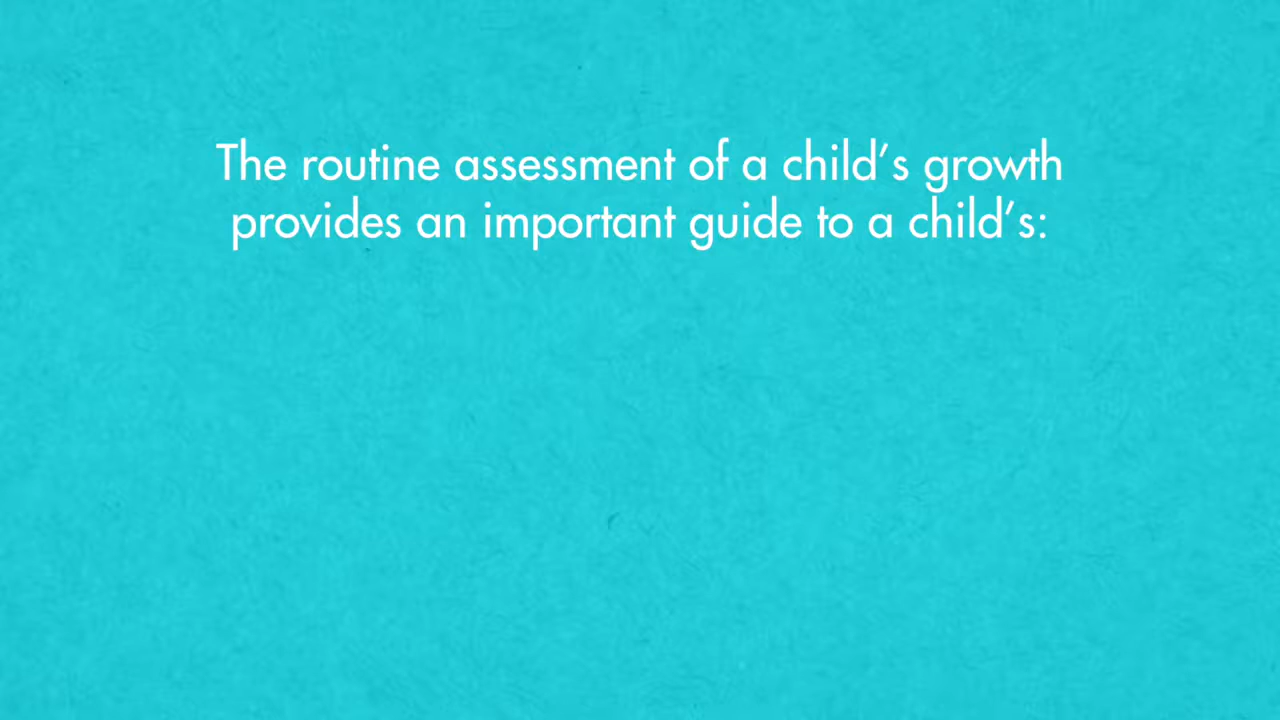 The routine assessment of a child’s growth
provides an important guide to a child’s: